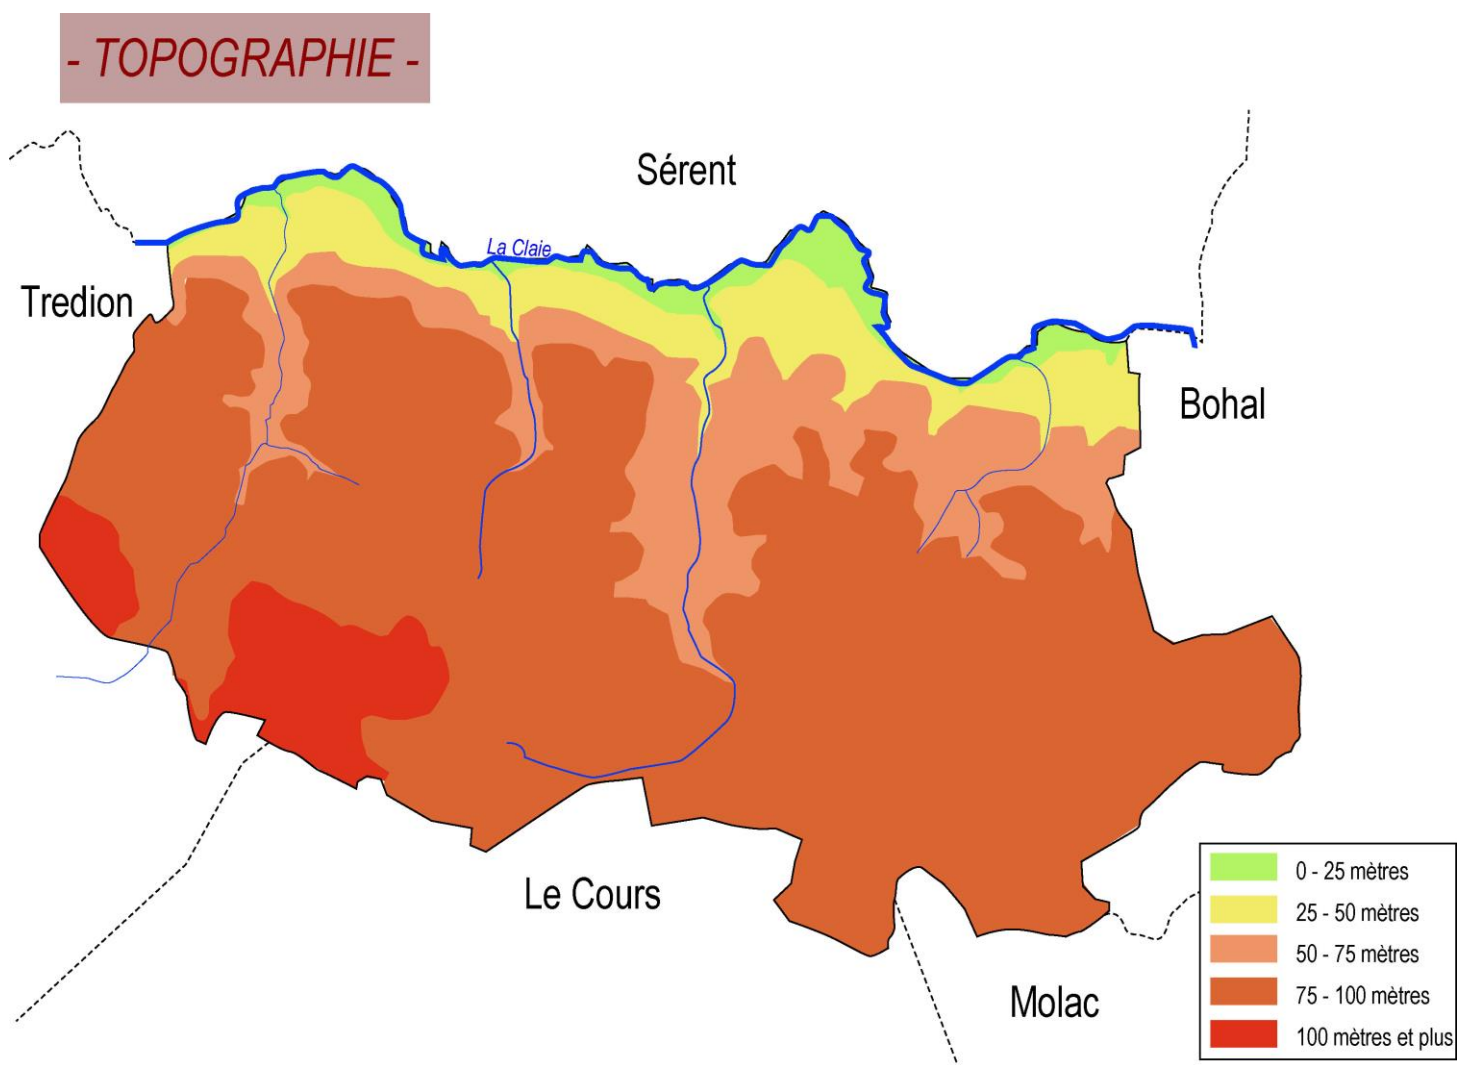 - TOPOGRAPHIE -
Sérent
La Claie
Tredion
Bohal
Le Cours
Molac
0 - 25 mètres
25 - 50 mètres
50 - 75 mètres
75 - 100 mètres
100 mètres et plus